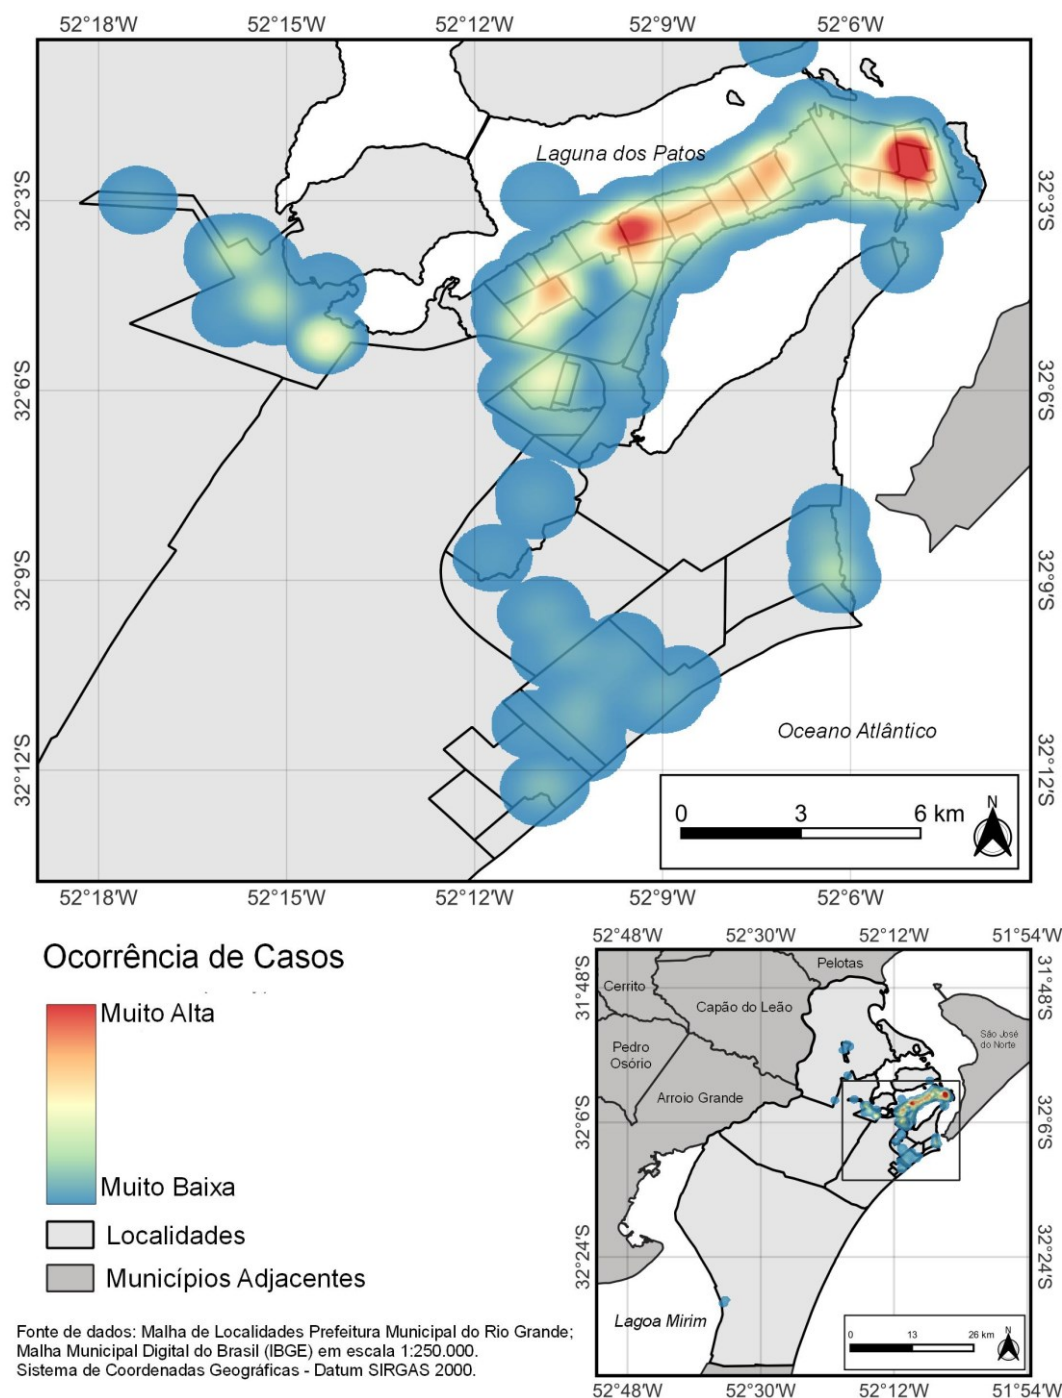 52°18'W 52°15'W 52°12'W 52°9'W 52°6'W
32°3'S
32°6'S
32°9'S
32°12'S
Laguna dos Patos
32°3'S
32°6'S
32°9'S
32°12'S
Oceano Atlântico
0 3 6 km
N
52°18'W 52°15'W 52°12'W 52°9'W 52°6'W
Ocorrência de Casos
Muito Alta
Muito Baixa
Localidades
Municípios Adjacentes
Fonte de dados: Malha de Localidades Prefeitura Municipal do Rio Grande;
Malha Municipal Digital do Brasil (IBGE) em escala 1:250.000.
Sistema de Coordenadas Geográficas - Datum SIRGAS 2000.
52°48'W 52°30'W 52°12'W 51°54'W
31°48'S
32°6'S
32°24'S
Pelotas
Cerrito
Capão do Leão
São José
do Norte
Pedro
Osório
Arroio Grande
Lagoa Mirim
31°48'S
32°6'S
32°24'S
0 13 26 km
N
52°48'W 52°30'W 52°12'W 51°54'W